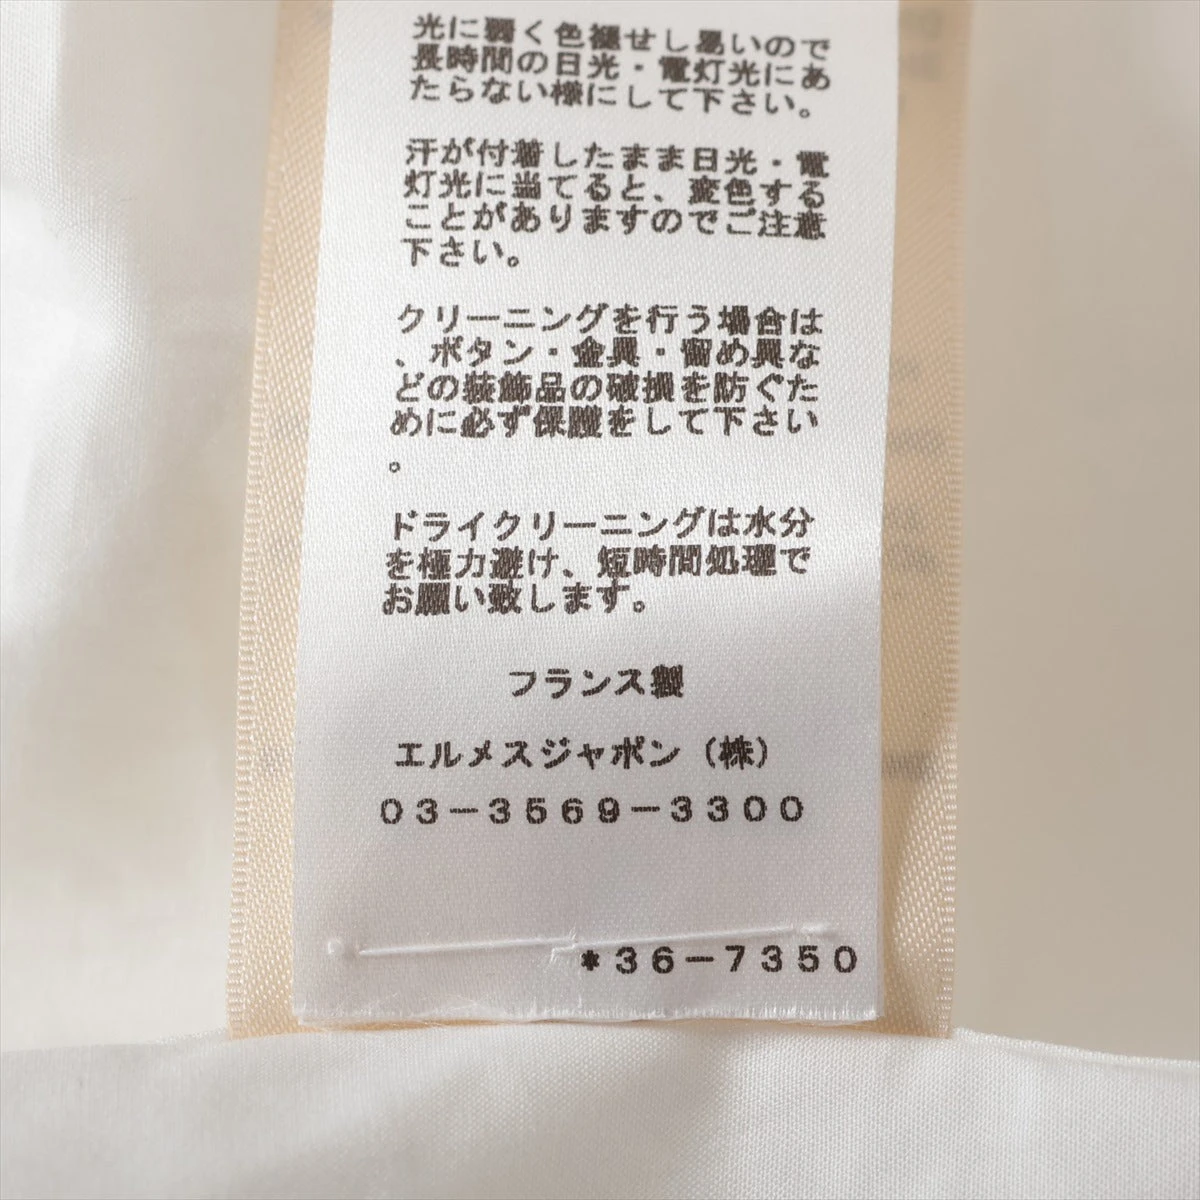 光に弱く色褪せし易いので
長時間の日光・電灯光にあ
たらない様にして下さい。
汗が付着したまま日光・電
灯光に当てると、変色する
ことがありますのでご注意
下さい。
クリーニングを行う場合は
、ボタン・金具・留め具な
どの装飾品の破損を防ぐた
めに必ず保護をして下さい
。
ドライクリーニングは水分
を極力避け、短時間処理で
お願い致します。
フランス製
エルメスジャポン（株）
03-3569-3300
*36-7350